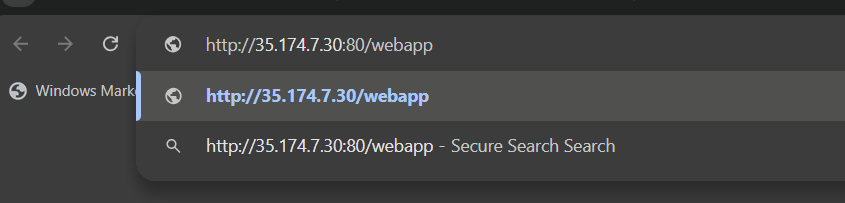 http://35.174.7.30:80/webapp
Windows Marke
http://35.174.7.30/webapp
http://35.174.7.30:80/webapp - Secure Search Search